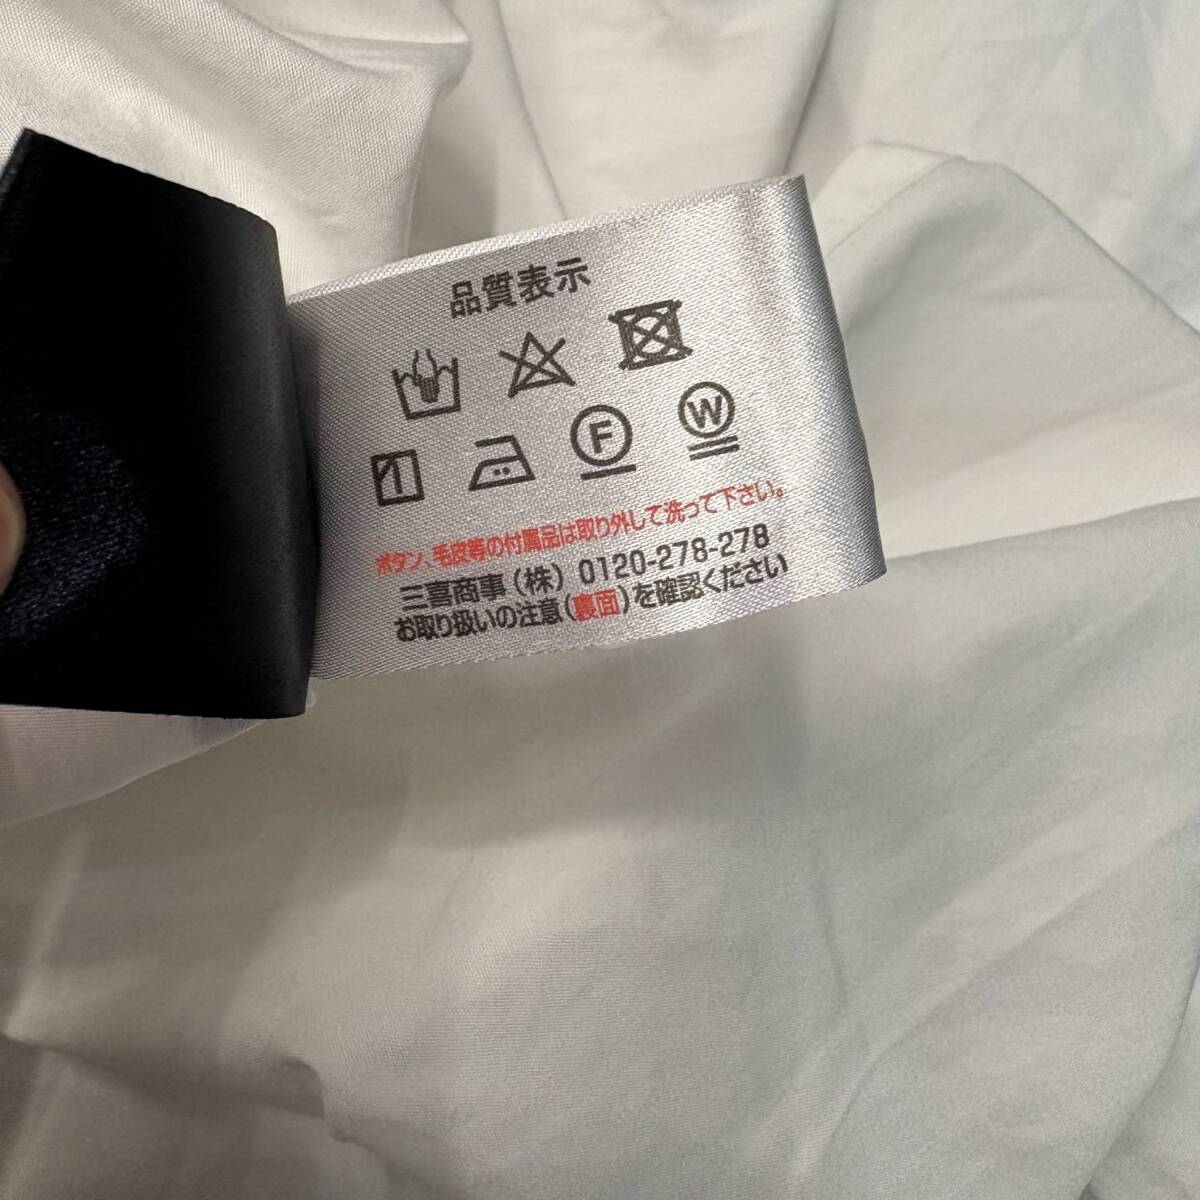 品質表示
F
W
ボタン、毛皮等の付属品は取り外して洗って下さい。
三喜商事(株) 0120-278-278
お取り扱いの注意(裏面)を確認ください